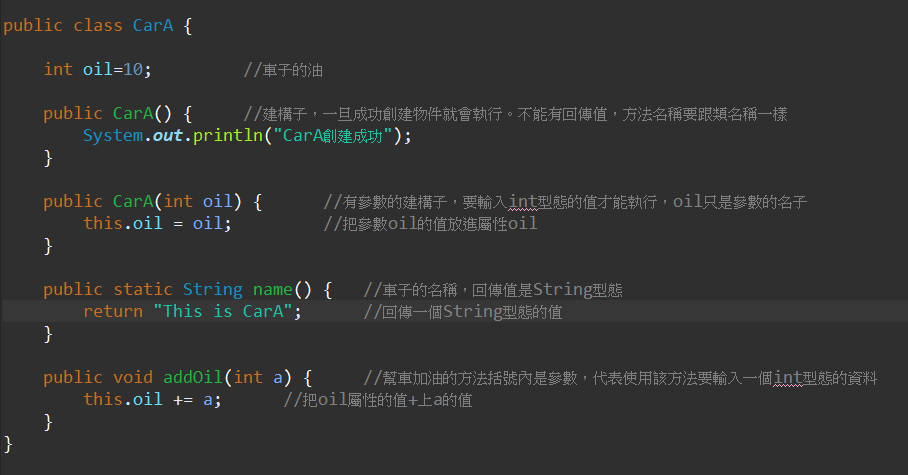 public class CarA {
int oil=10; //車子的油
public CarA() { //建構子，一旦成功創建物件就會執行。不能有回傳值，方法名稱要跟類名稱一樣
System.out.println("CarA創建成功");
}
public CarA(int oil) { //有參數的建構子，要輸入int型態的值才能執行，oil只是參數的名子
this.oil = oil; //把參數oil的值放進屬性oil
}
public static String name() { //車子的名稱，回傳值是String型態
return "This is CarA"; //回傳一個String型態的值
}
public void addOil(int a) { //幫車加油的方法括號內是參數，代表使用該方法要輸入一個int型態的資料
this.oil += a; //把oil屬性的值+上a的值
}
}